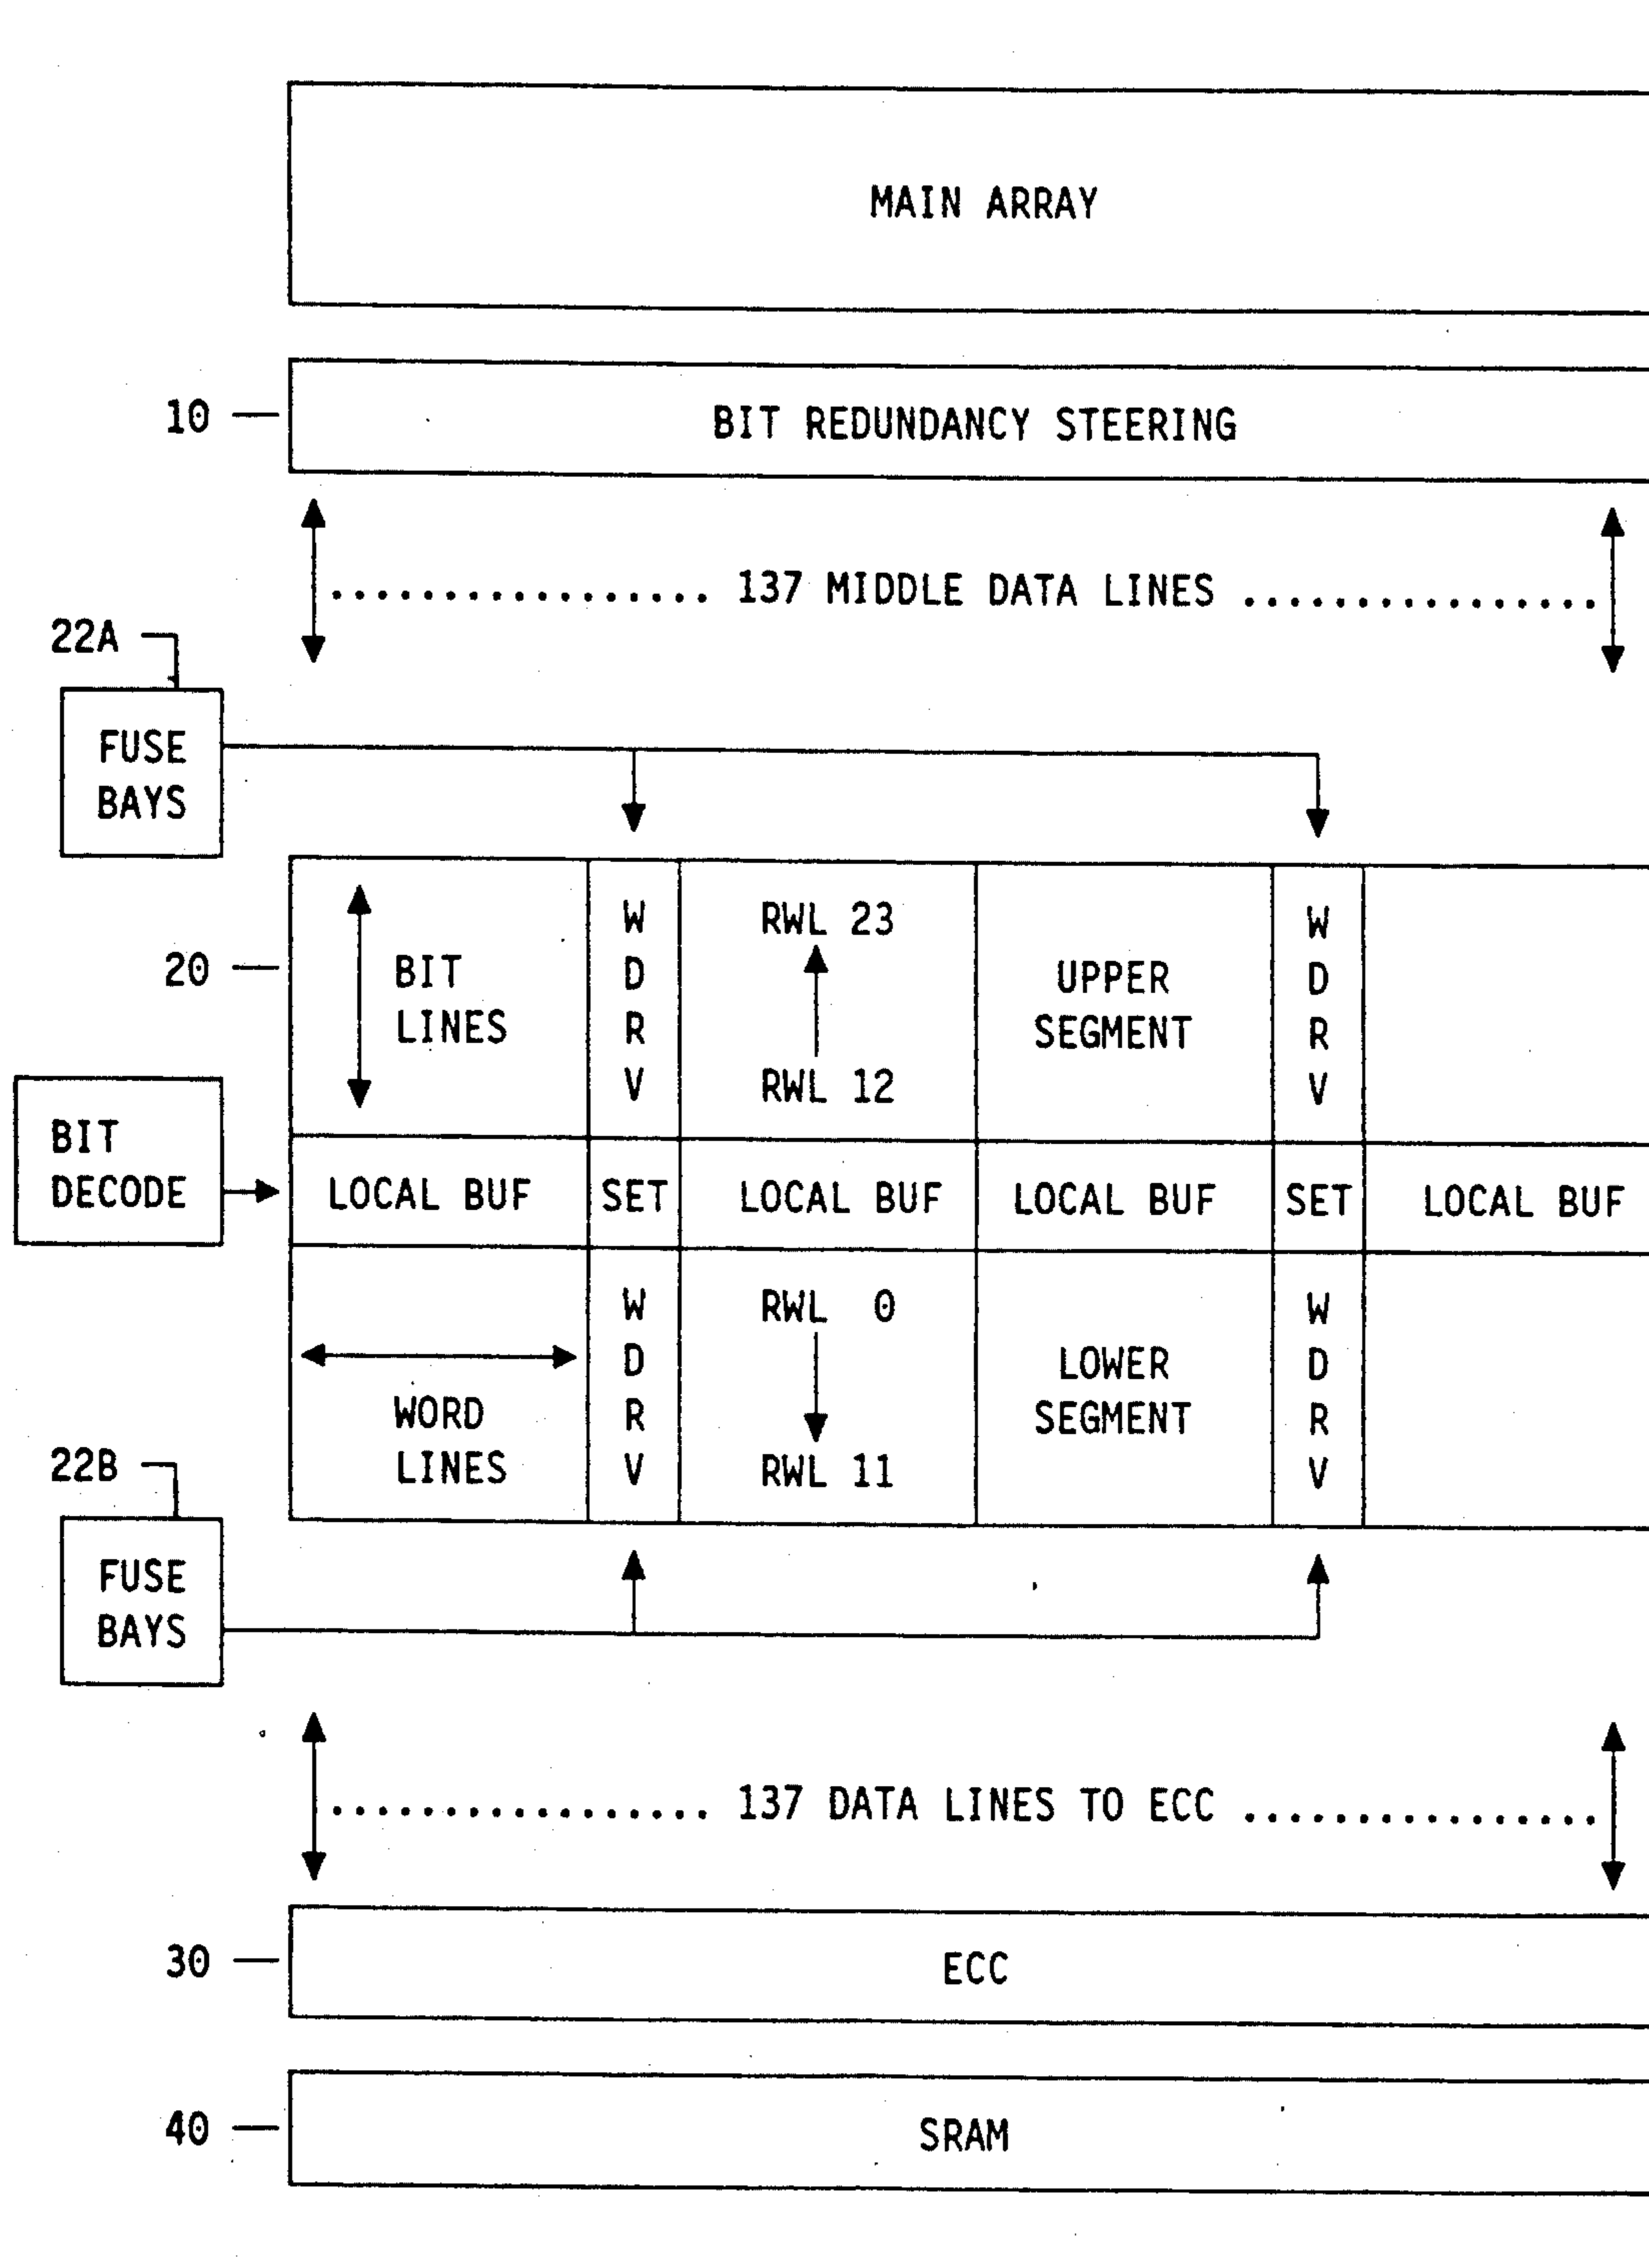 MAIN ARRAY
10
BIT REDUNDANCY STEERING
137 MIDDLE DATA LINES
22A
FUSE
BAYS
20
BIT
LINES
W
D
R
V
RWL 23
RWL 12
UPPER
SEGMENT
W
D
R
V
BIT
DECODE
LOCAL BUF
SET
LOCAL BUF
LOCAL BUF
SET
LOCAL BUF
WORD
LINES
W
D
R
V
RWL 0
RWL 11
LOWER
SEGMENT
W
D
R
V
22B
FUSE
BAYS
137 DATA LINES TO ECC
30
ECC
40
SRAM